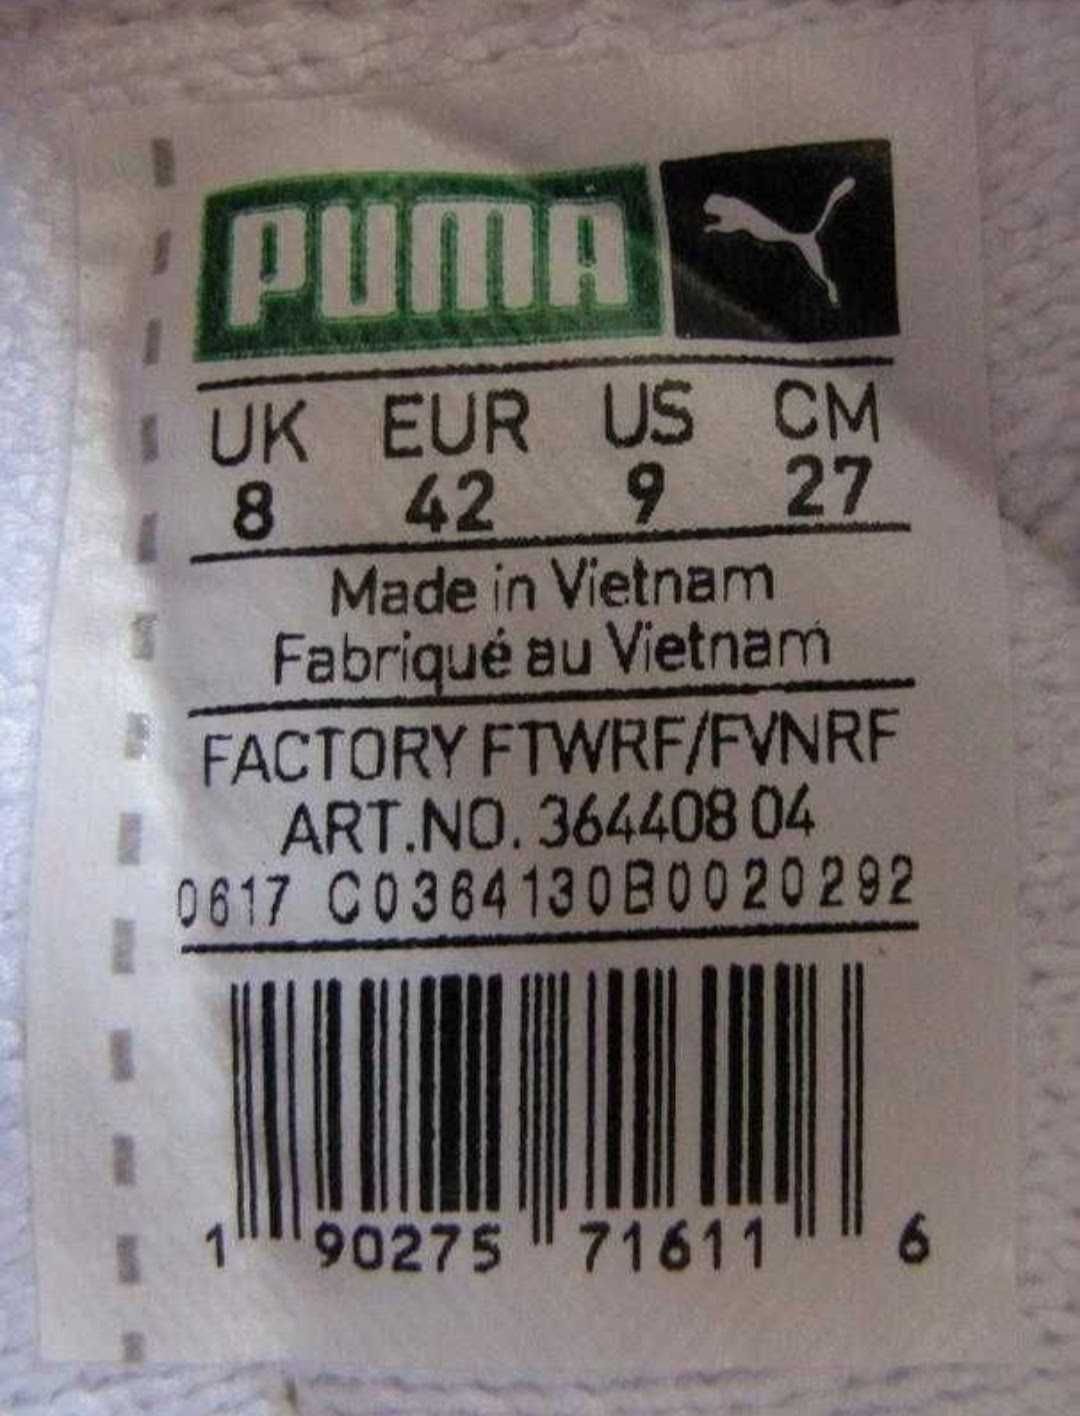 PUMA
UK EUR US CM
8 42 9 27
Made in Vietnam
Fabriqué au Vietnam
FACTORY FTWRF/FVNRF
ART.NO. 364408 04
0617 C0364130B0020292
1 90275 71611 6